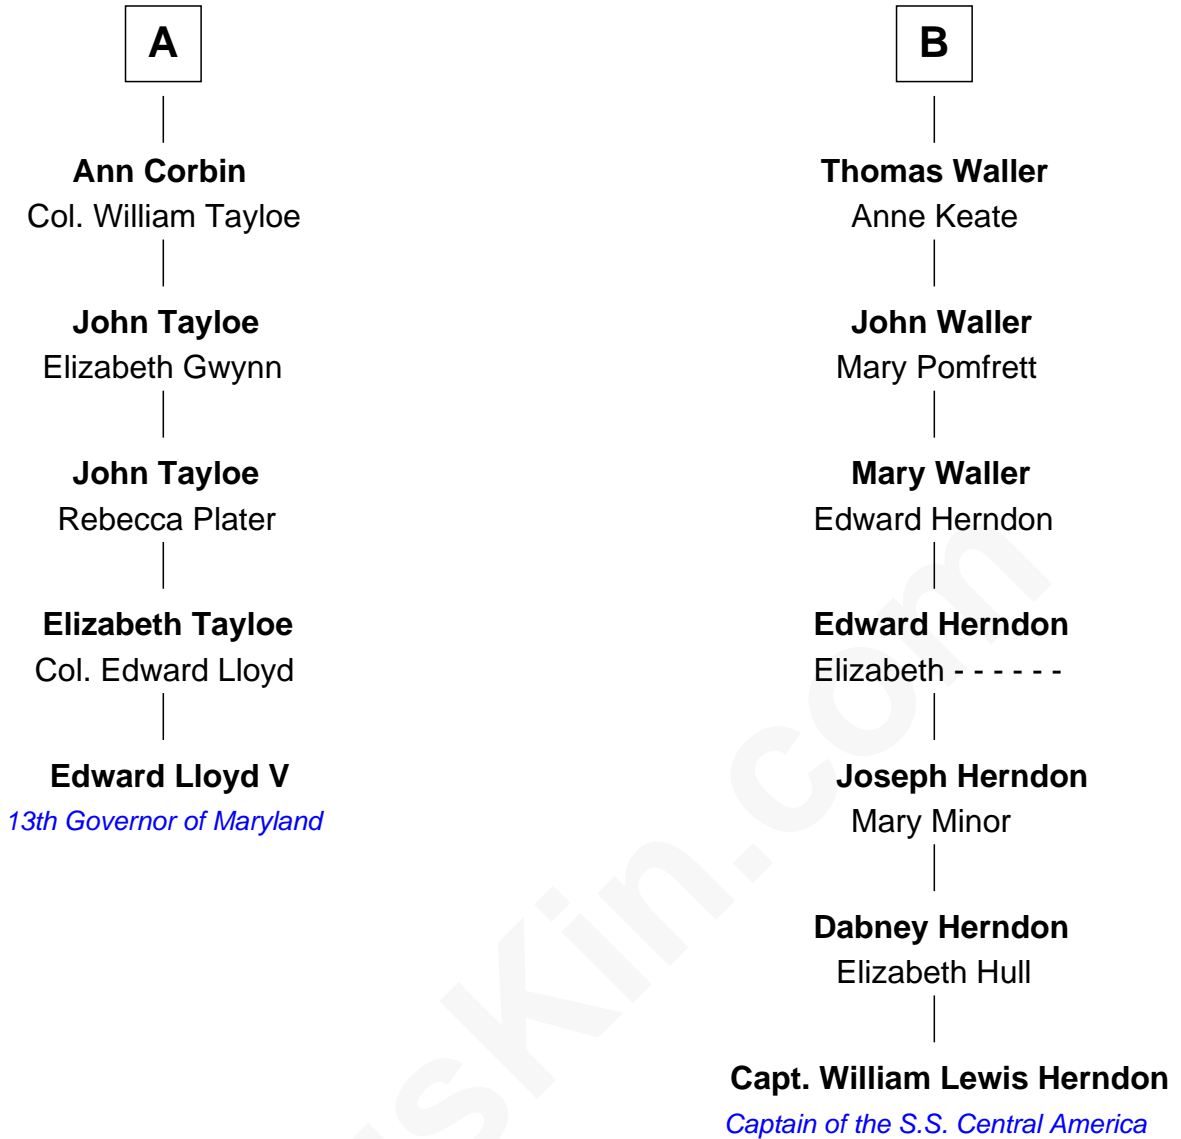 A
Ann Corbin
Col. William Tayloe
John Tayloe
Elizabeth Gwynn
John Tayloe
Rebecca Plater
Elizabeth Tayloe
Col. Edward Lloyd
Edward Lloyd V
13th Governor of Maryland
B
Thomas Waller
Anne Keate
John Waller
Mary Pomfrett
Mary Waller
Edward Herndon
Edward Herndon
Elizabeth - - - - - -
Joseph Herndon
Mary Minor
Dabney Herndon
Elizabeth Hull
Capt. William Lewis Herndon
Captain of the S.S. Central America